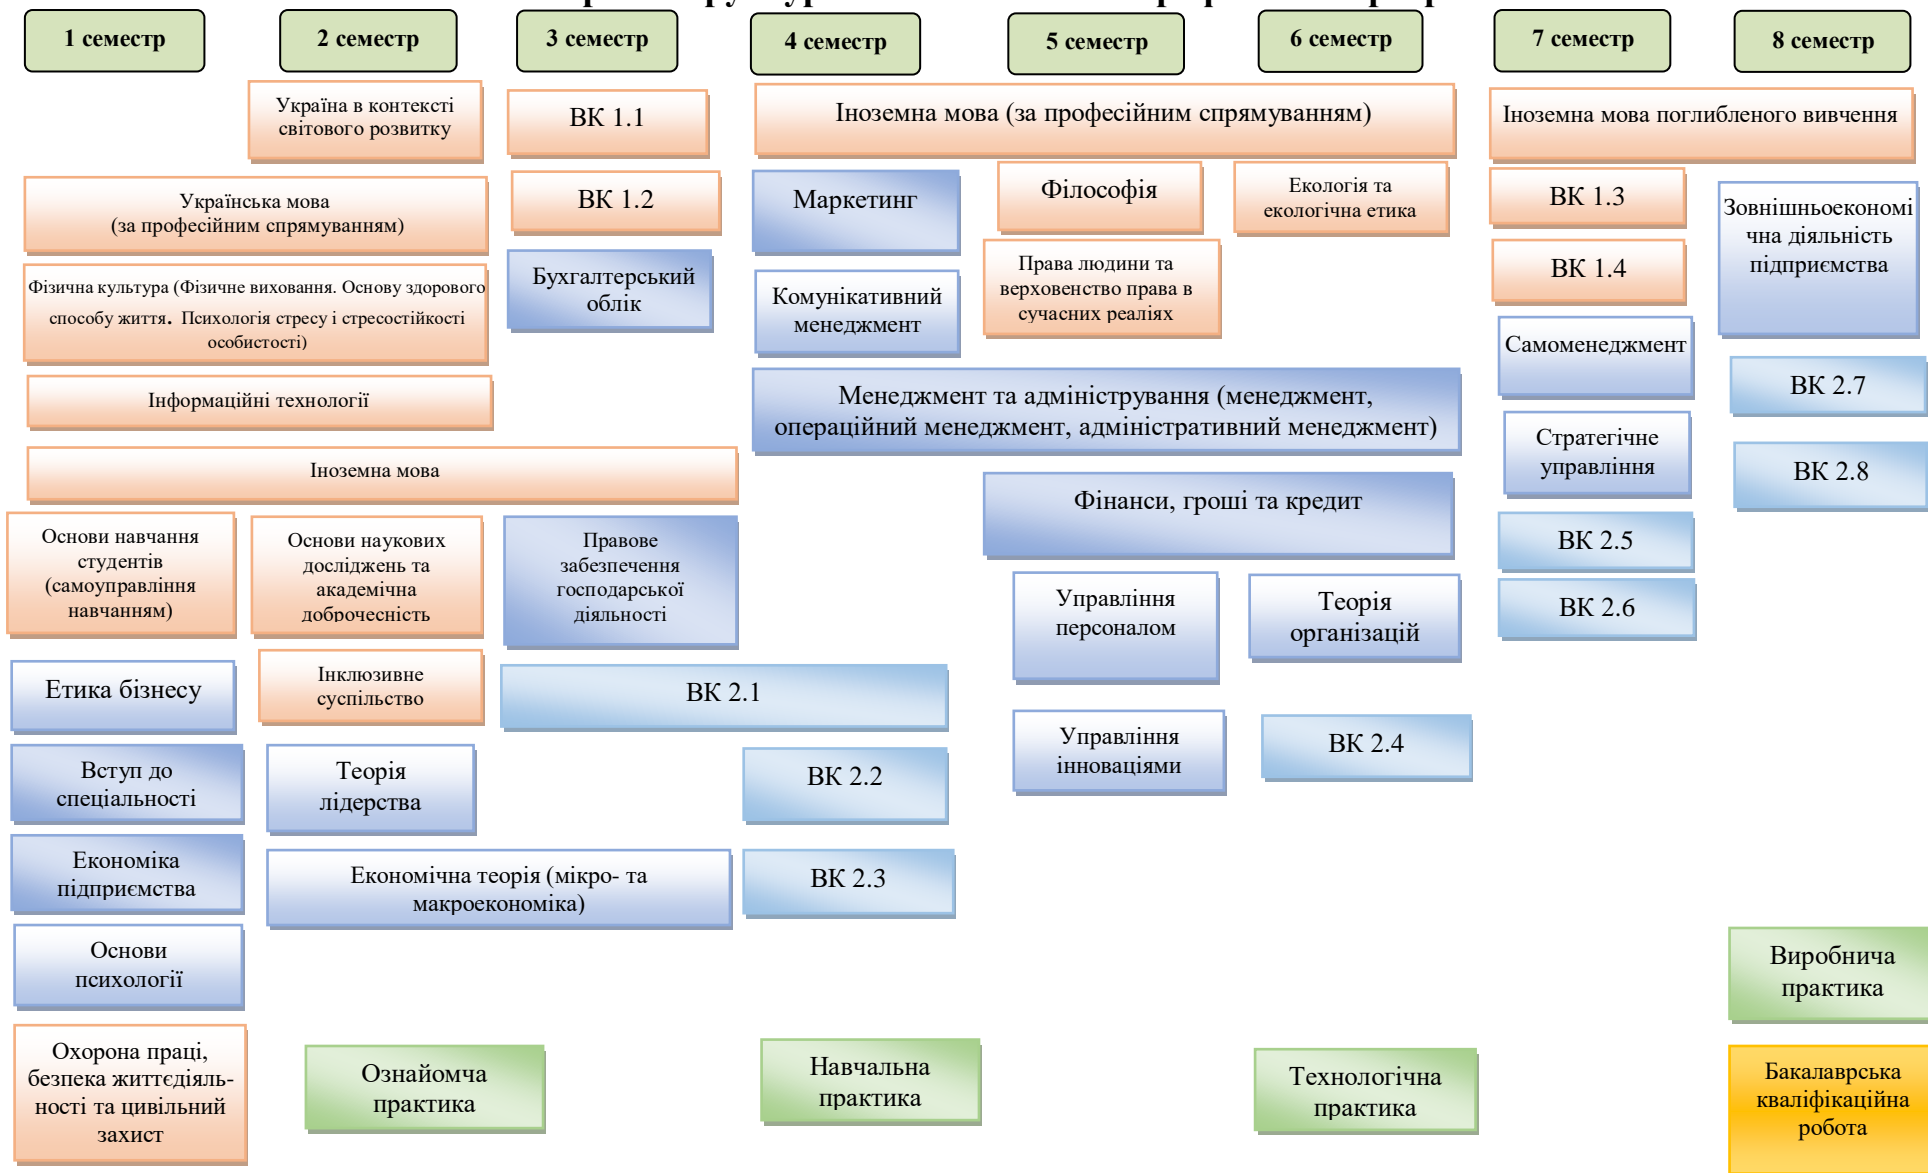 1 семестр
2 семестр
3 семестр
4 семестр
5 семестр
6 семестр
7 семестр
8 семестр
Україна в контексті
світового розвитку
ВК 1.1
Іноземна мова (за професійним спрямуванням)
Іноземна мова поглибленого вивчення
Українська мова
(за професійним спрямуванням)
ВК 1.2
Маркетинг
Філософія
Екологія та
екологічна етика
ВК 1.3
Зовнішньоекономі
чна діяльність
підприємства
Фізична культура (Фізичне виховання. Основу здорового
способу життя. Психологія стресу і стресостійкості
особистості)
Бухгалтерський
облік
Комунікативний
менеджмент
Права людини та
верховенство права в
сучасних реаліях
ВК 1.4
Самоменеджмент
Інформаційні технології
Менеджмент та адміністрування (менеджмент,
операційний менеджмент, адміністративний менеджмент)
ВК 2.7
Іноземна мова
Стратегічне
управління
ВК 2.8
Фінанси, гроші та кредит
Основи навчання
студентів
(самоуправління
навчанням)
Основи наукових
досліджень та
академічна
доброчесність
Правове
забезпечення
господарської
діяльності
ВК 2.5
Управління
персоналом
Теорія
організацій
ВК 2.6
Етика бізнесу
Інклюзивне
суспільство
ВК 2.1
Управління
інноваціями
ВК 2.4
Вступ до
спеціальності
Теорія
лідерства
ВК 2.2
Економіка
підприємства
Економічна теорія (мікро- та
макроекономіка)
ВК 2.3
Основи
психології
Виробнича
практика
Охорона праці,
безпека життєдіяль-
ності та цивільний
захист
Ознайомча
практика
Навчальна
практика
Технологічна
практика
Бакалаврська
кваліфікаційна
робота